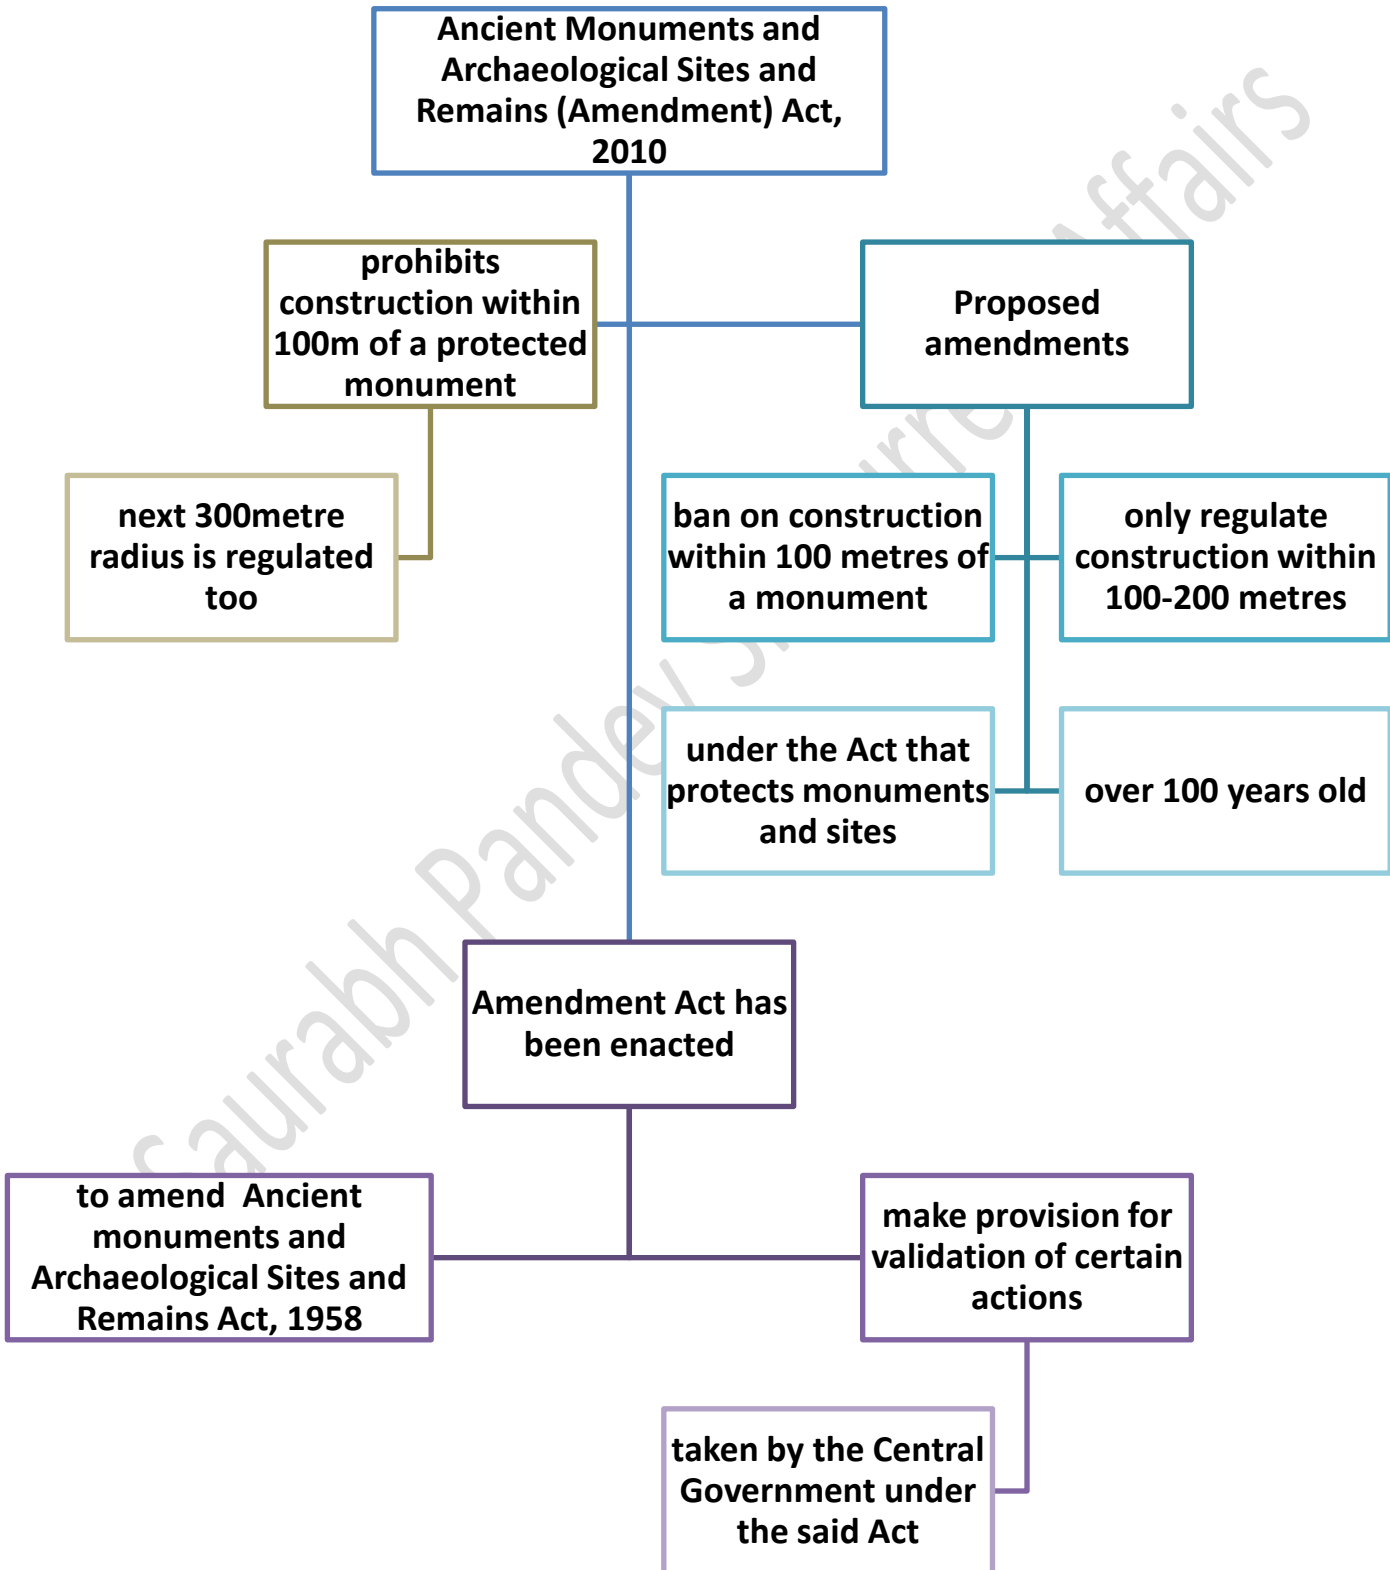 Ancient Monuments and
Archaeological Sites and
Remains (Amendment) Act,
2010
prohibits
construction within
100m of a protected
monument
Proposed
amendments
next 300metre
radius is regulated
too
ban on construction
within 100 metres of
a monument
only regulate
construction within
100-200 metres
under the Act that
protects monuments
and sites
over 100 years old
Amendment Act has
been enacted
to amend Ancient
monuments and
Archaeological Sites and
Remains Act, 1958
make provision for
validation of certain
actions
taken by the Central
Government under
the said Act
Saurabh Pandey Affairs